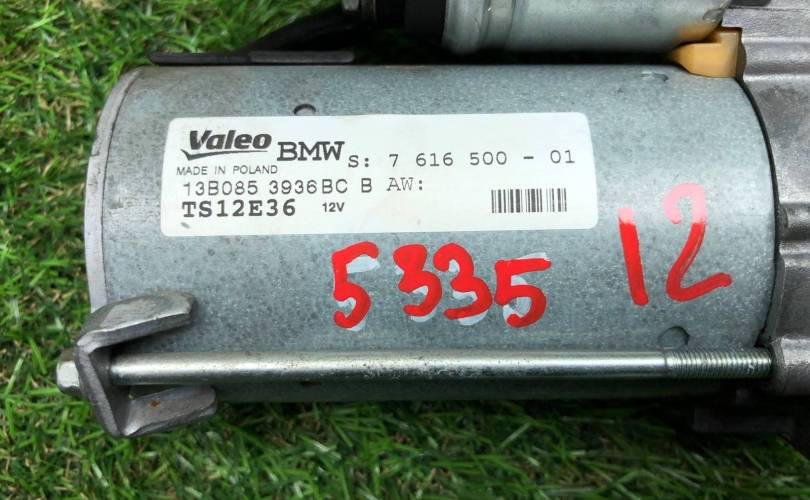 Valeo BMW S: 7 616 500 - 01
MADE IN POLAND
13B085 3936BC B AW:
TS12E36 12V
5335 12